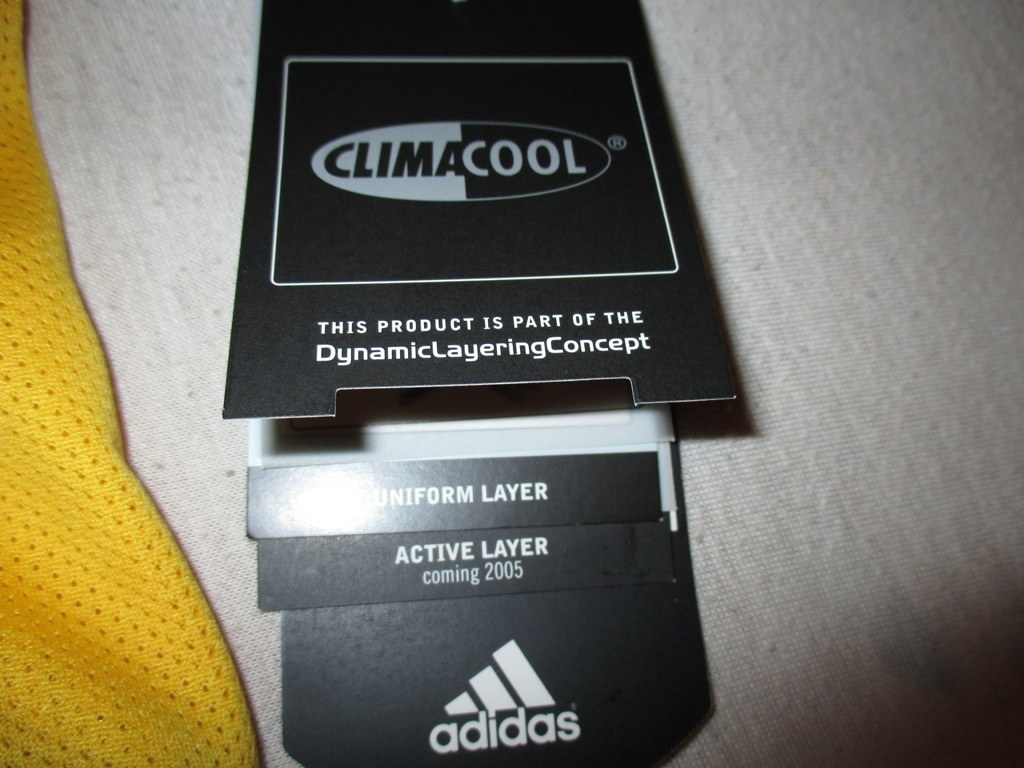 CLIMACOOL®
THIS PRODUCT IS PART OF THE
DynamicLayeringConcept
UNIFORM LAYER
ACTIVE LAYER
coming 2005
adidas